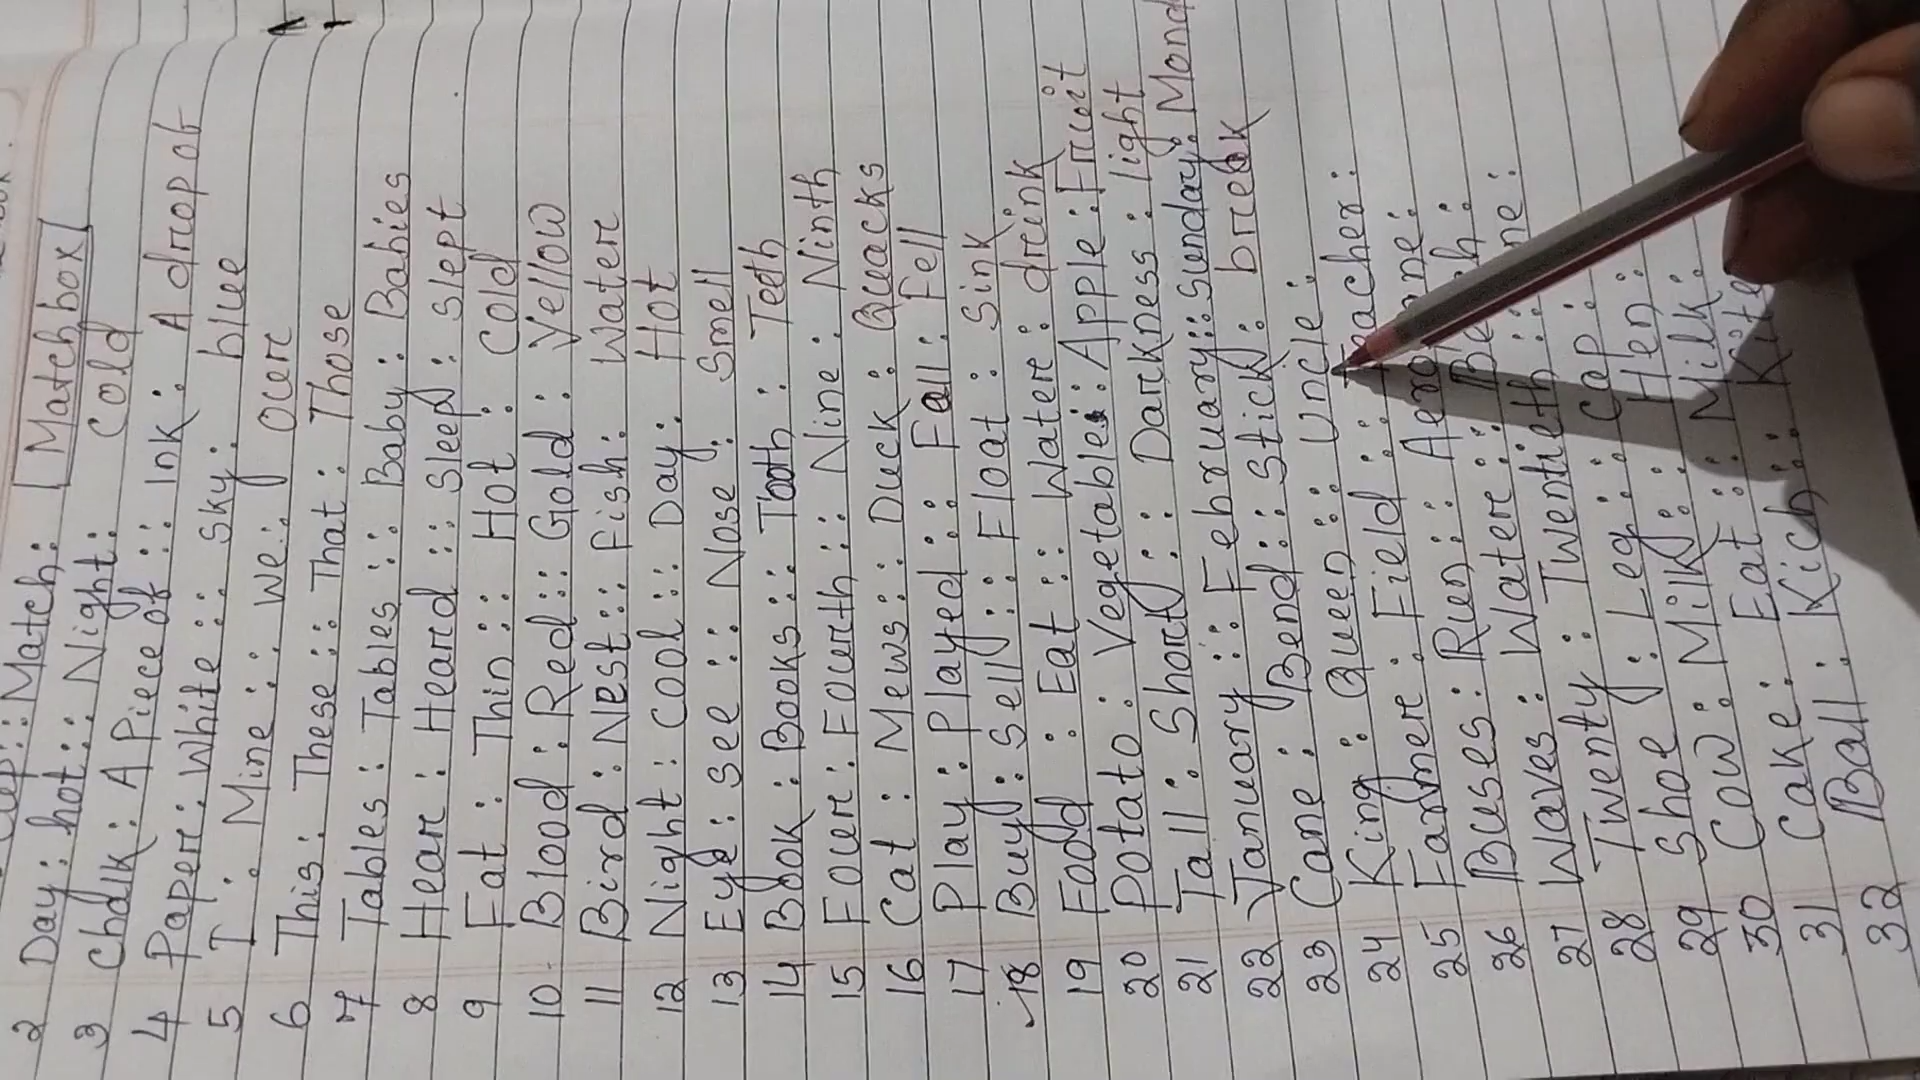 : Match : Matchbox
2 Day : hot :: Night : Cold
3 Chalk : A Piece of :: Ink : A drop of
4 Paper : White :: Sky : blue
5 I : Mine :: We : Our
6 This : These :: That : Those
7 Tables : Tables :: Baby : Babies
8 Hear : Heard :: Sleep : slept
9 Fat : Thin :: Hot : Cold
10 Blood : Red :: Gold : Yellow
11 Bird : Nest :: Fish : Water
12 Night : Cool :: Day : Hot
13 Eye : See :: Nose : Smell
14 Book : Books :: Tooth : Teeth
15 Four : Fourth :: Nine : Ninth
16 Cat : Mews :: Duck : Quacks
17 Play : Played :: Fall : Fell
18 Buy : Sell :: Float : Sink
19 Food : Eat :: Water : drink
20 Potato : Vegetables :: Apple : Fruit
21 Tall : Short :: Darkness : light
22 January :: February :: Sunday : Mond
23 Cane : Bend :: Stick : break
24 King : Queen :: Uncle :
25 Farmer : Field :: Teacher :
26 Buses : Run ::
27 Waves : Water ::
28 Twenty : Twentieth ::
29 Shoe : Leg :: Cap :
30 Cow : Milk :: Hen :
31 Cake : Eat :: Milk :
32 Ball : Kich :: Kite